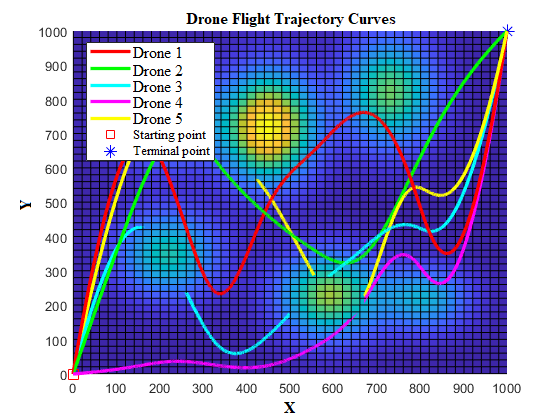 Drone Flight Trajectory Curves
1000
900
800
700
600
500
400
300
200
100
0
Y
Drone 1
Drone 2
Drone 3
Drone 4
Drone 5
Starting point
Terminal point
0 100 200 300 400 500 600 700 800 900 1000
X